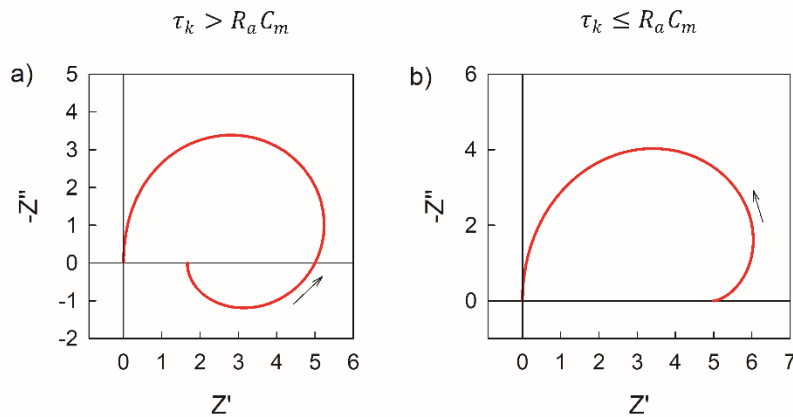 τₖ > RₐCₘ
τₖ ≤ RₐCₘ
a)
5
4
3
2
1
0
-1
-2
-Z''
0 1 2 3 4 5 6
Z'
b)
6
4
2
0
-Z''
0 1 2 3 4 5 6 7
Z'